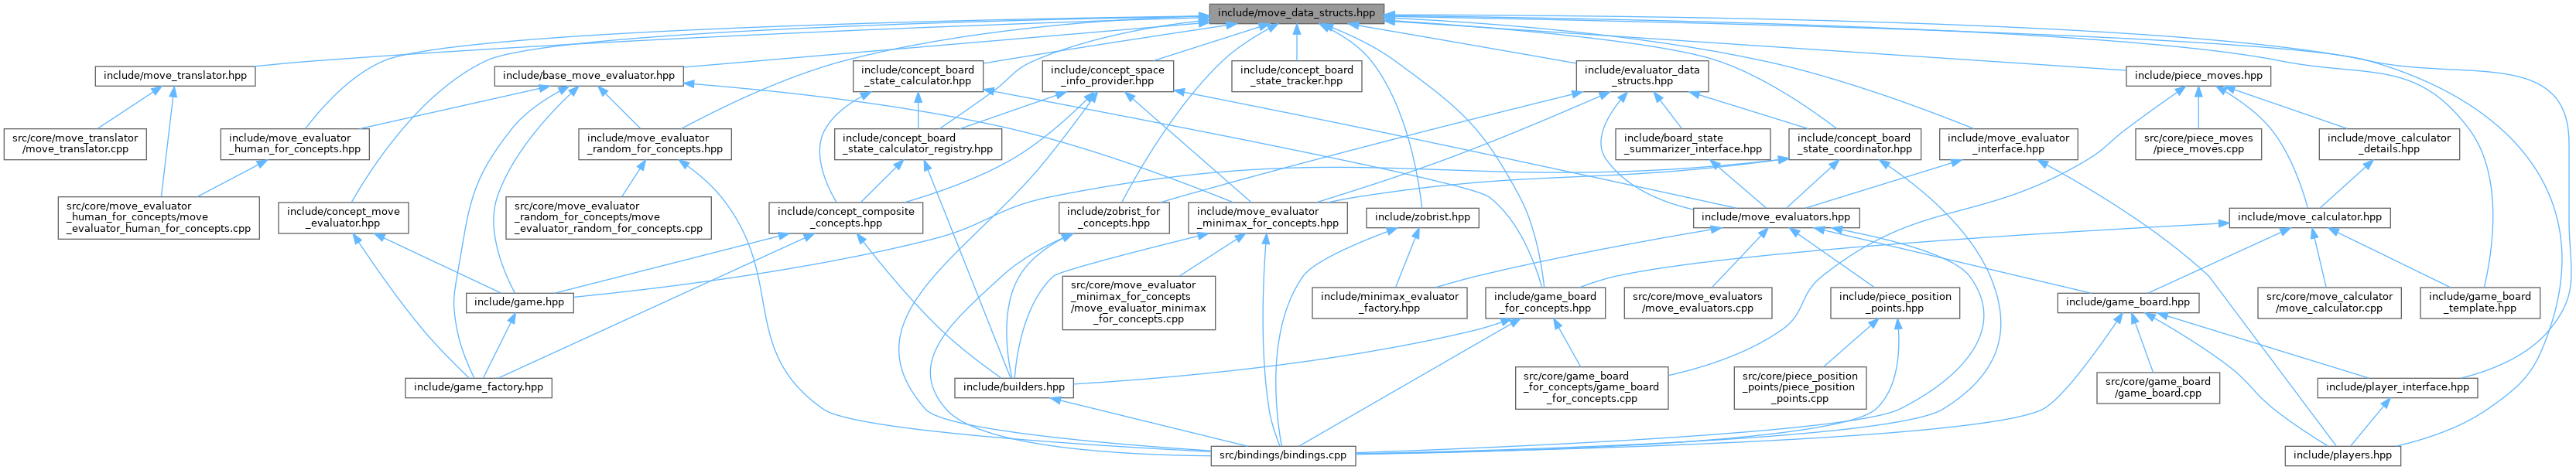 include/move_data_structs.hpp
include/move_translator.hpp
include/base_move_evaluator.hpp
include/concept_board
_state_calculator.hpp
include/concept_space
_info_provider.hpp
include/concept_board
_state_tracker.hpp
include/evaluator_data
_structs.hpp
include/piece_moves.hpp
src/core/move_translator
/move_translator.cpp
include/move_evaluator
_human_for_concepts.hpp
include/move_evaluator
_random_for_concepts.hpp
include/concept_board
_state_calculator_registry.hpp
include/board_state
_summarizer_interface.hpp
include/concept_board
_state_coordinator.hpp
include/move_evaluator
_interface.hpp
src/core/piece_moves
/piece_moves.cpp
include/move_calculator
_details.hpp
src/core/move_evaluator
_human_for_concepts/move
_evaluator_human_for_concepts.cpp
include/concept_move
_evaluator.hpp
src/core/move_evaluator
_random_for_concepts/move
_evaluator_random_for_concepts.cpp
include/concept_composite
_concepts.hpp
include/zobrist_for
_concepts.hpp
include/move_evaluator
_minimax_for_concepts.hpp
include/zobrist.hpp
include/move_evaluators.hpp
include/move_calculator.hpp
include/game.hpp
src/core/move_evaluator
_minimax_for_concepts
/move_evaluator_minimax
_for_concepts.cpp
include/minimax_evaluator
_factory.hpp
include/game_board
_for_concepts.hpp
src/core/move_evaluators
/move_evaluators.cpp
include/piece_position
_points.hpp
include/game_board.hpp
src/core/move_calculator
/move_calculator.cpp
include/game_board
_template.hpp
include/game_factory.hpp
include/builders.hpp
src/core/game_board
_for_concepts/game_board
_for_concepts.cpp
src/core/piece_position
_points/piece_position
_points.cpp
src/core/game_board
/game_board.cpp
include/player_interface.hpp
src/bindings/bindings.cpp
include/players.hpp